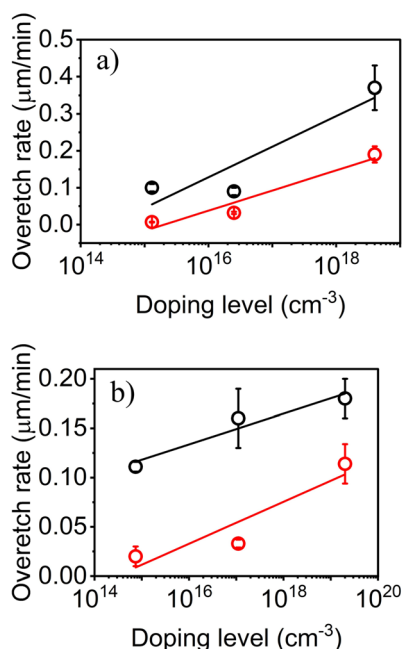 a)
Overetch rate (μm/min)
0.5
0.4
0.3
0.2
0.1
0.0
10^14 10^16 10^18
Doping level (cm^-3)
b)
Overetch rate (μm/min)
0.20
0.15
0.10
0.05
0.00
10^14 10^16 10^18 10^20
Doping level (cm^-3)